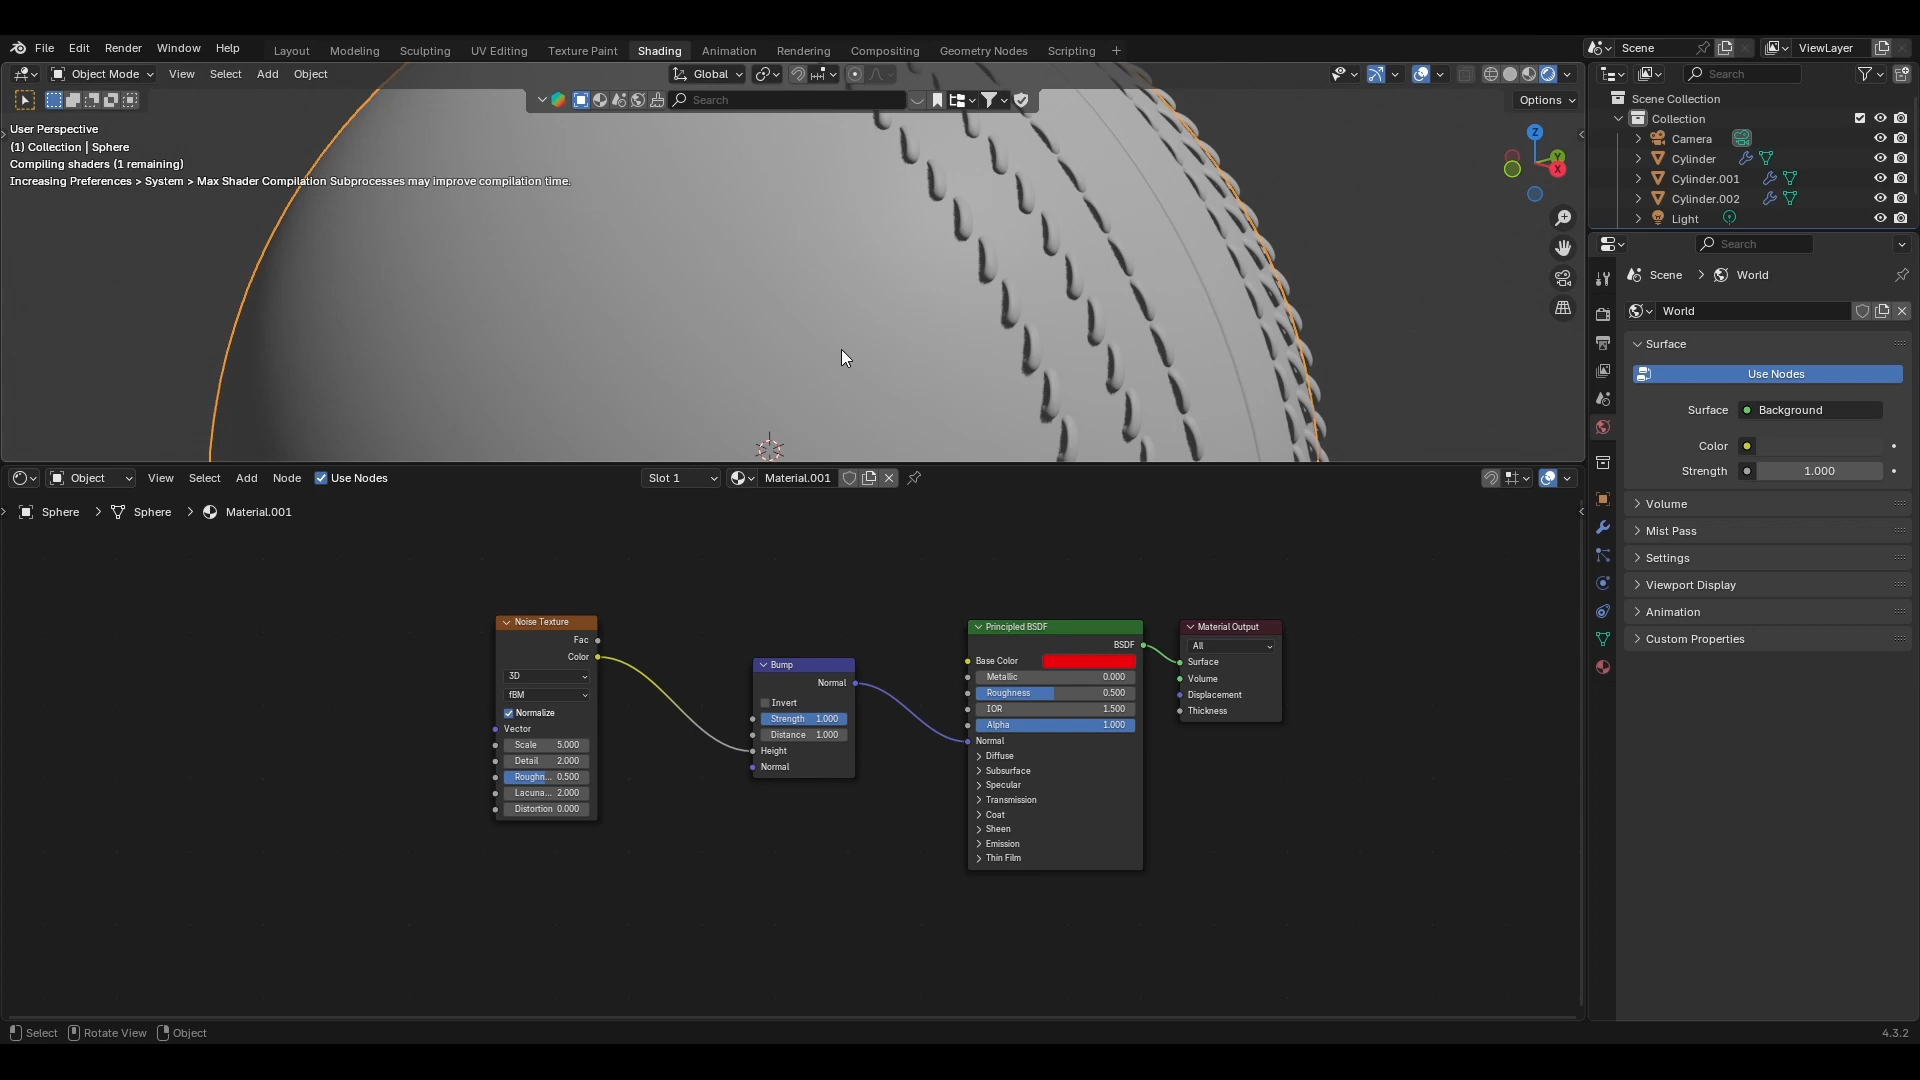 File Edit Render Window Help
Layout Modeling Sculpting UV Editing Texture Paint Shading Animation Rendering Compositing Geometry Nodes Scripting +
Scene ViewLayer
Object Mode View Select Add Object Global Search
Search Options
User Perspective
(1) Collection | Sphere
Compiling shaders (1 remaining)
Increasing Preferences > System > Max Shader Compilation Subprocesses may improve compilation time.
Z
Y
X
Scene Collection
Collection
Camera
Cylinder
Cylinder.001
Cylinder.002
Light
Search
Scene > World
World
Surface
Use Nodes
Surface Background
Color
Strength 1.000
Volume
Mist Pass
Settings
Viewport Display
Animation
Custom Properties
Object View Select Add Node Use Nodes Slot 1 Material.001
Sphere > Sphere > Material.001
Noise Texture
Fac
Color
3D
fBM
Normalize
Vector
Scale 5.000
Detail 2.000
Roughn... 0.500
Lacuna... 2.000
Distortion 0.000
Bump
Normal
Invert
Strength 1.000
Distance 1.000
Height
Normal
Principled BSDF
BSDF
Base Color
Metallic 0.000
Roughness 0.500
IOR 1.500
Alpha 1.000
Normal
Diffuse
Subsurface
Specular
Transmission
Coat
Sheen
Emission
Thin Film
Material Output
All
Surface
Volume
Displacement
Thickness
Select Rotate View Object 4.3.2